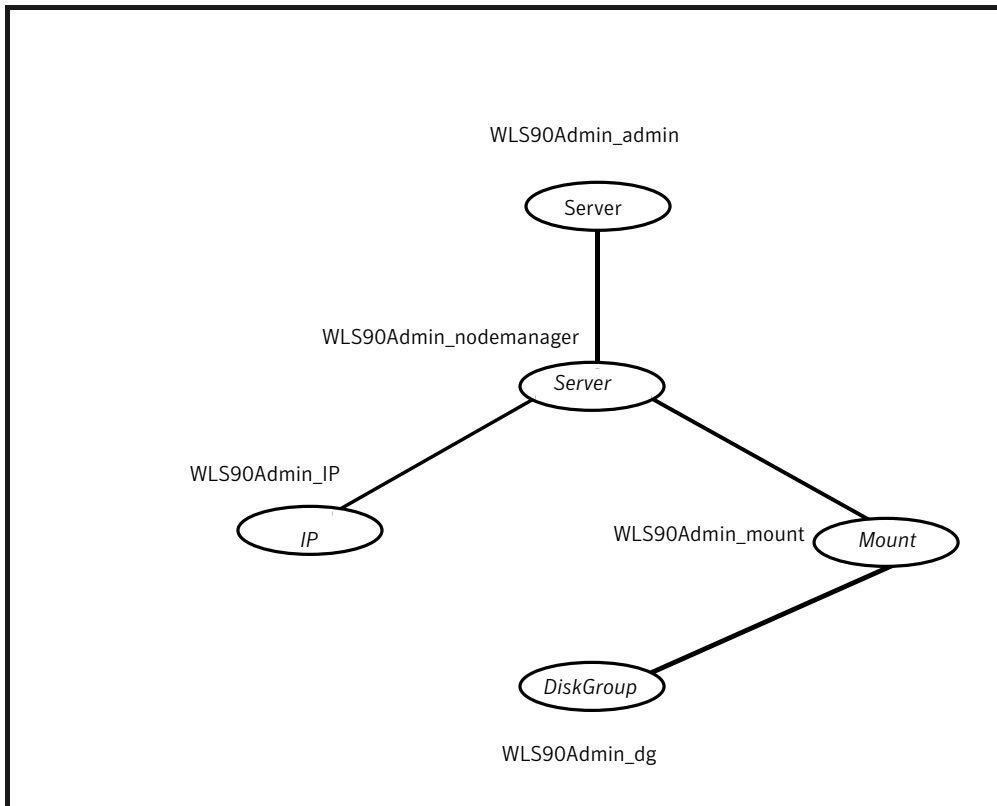 WLS90Admin_admin
Server
WLS90Admin_nodemanager
Server
WLS90Admin_IP
IP
WLS90Admin_mount
Mount
DiskGroup
WLS90Admin_dg